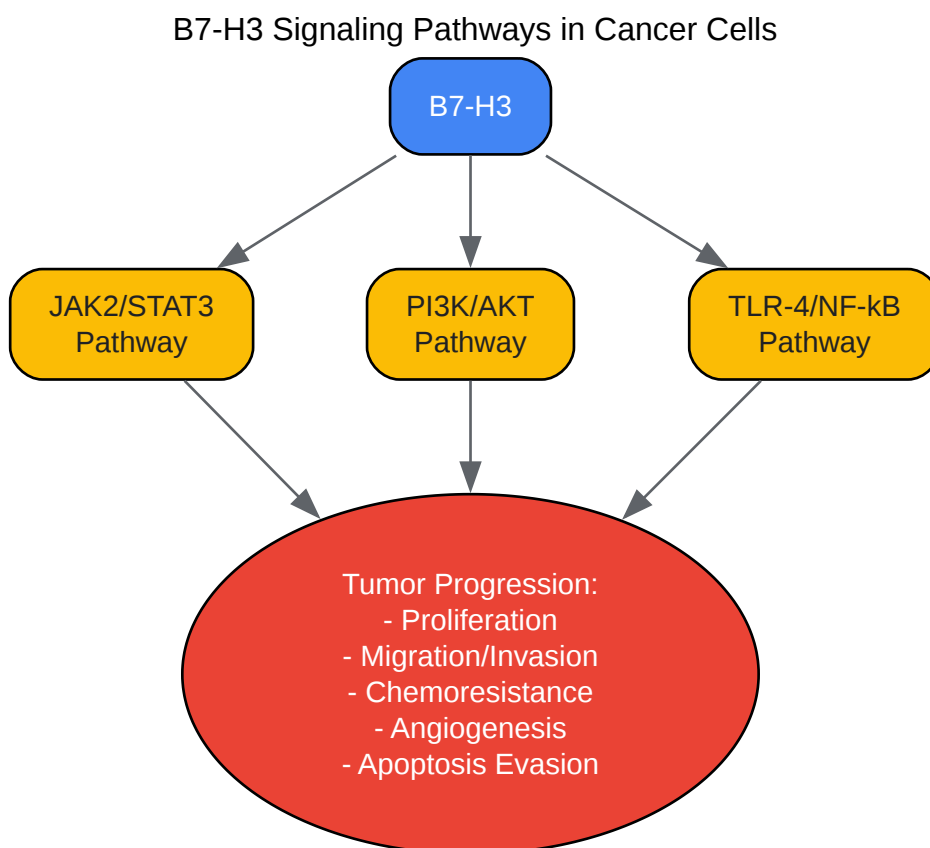 B7-H3 Signaling Pathways in Cancer Cells
B7-H3
JAK2/STAT3
Pathway
PI3K/AKT
Pathway
TLR-4/NF-kB
Pathway
Tumor Progression:
- Proliferation
- Migration/Invasion
- Chemoresistance
- Angiogenesis
- Apoptosis Evasion